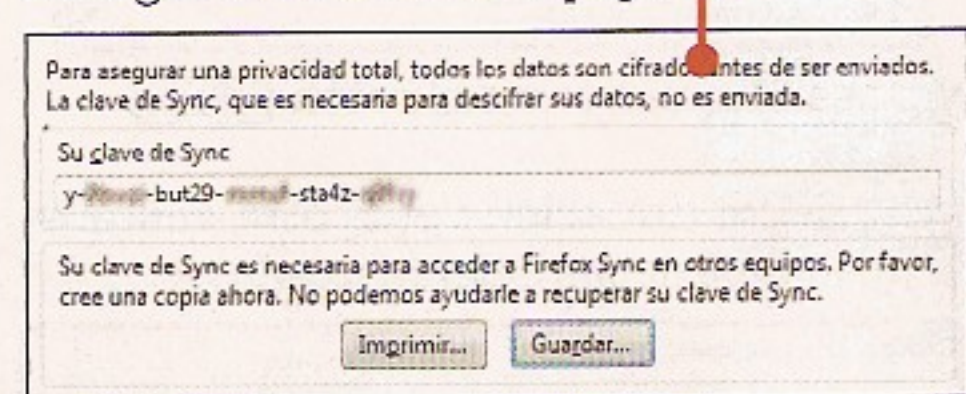 Para asegurar una privacidad total, todos los datos son cifrados antes de ser enviados.
La clave de Sync, que es necesaria para descifrar sus datos, no es enviada.
Su clave de Sync
y- -but29- -sta4z-
Su clave de Sync es necesaria para acceder a Firefox Sync en otros equipos. Por favor,
cree una copia ahora. No podemos ayudarle a recuperar su clave de Sync.
Imprimir... Guardar...